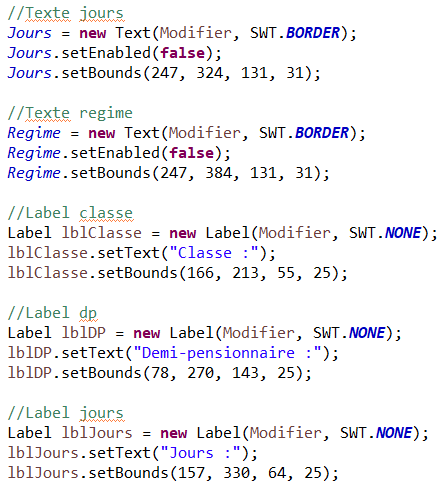 //Texte jours
Jours = new Text(Modifier, SWT.BORDER);
Jours.setEnabled(false);
Jours.setBounds(247, 324, 131, 31);
//Texte regime
Regime = new Text(Modifier, SWT.BORDER);
Regime.setEnabled(false);
Regime.setBounds(247, 384, 131, 31);
//Label classe
Label lblClasse = new Label(Modifier, SWT.NONE);
lblClasse.setText("Classe :");
lblClasse.setBounds(166, 213, 55, 25);
//Label dp
Label lblDP = new Label(Modifier, SWT.NONE);
lblDP.setText("Demi-pensionnaire :");
lblDP.setBounds(78, 270, 143, 25);
//Label jours
Label lblJours = new Label(Modifier, SWT.NONE);
lblJours.setText("Jours :");
lblJours.setBounds(157, 330, 64, 25);